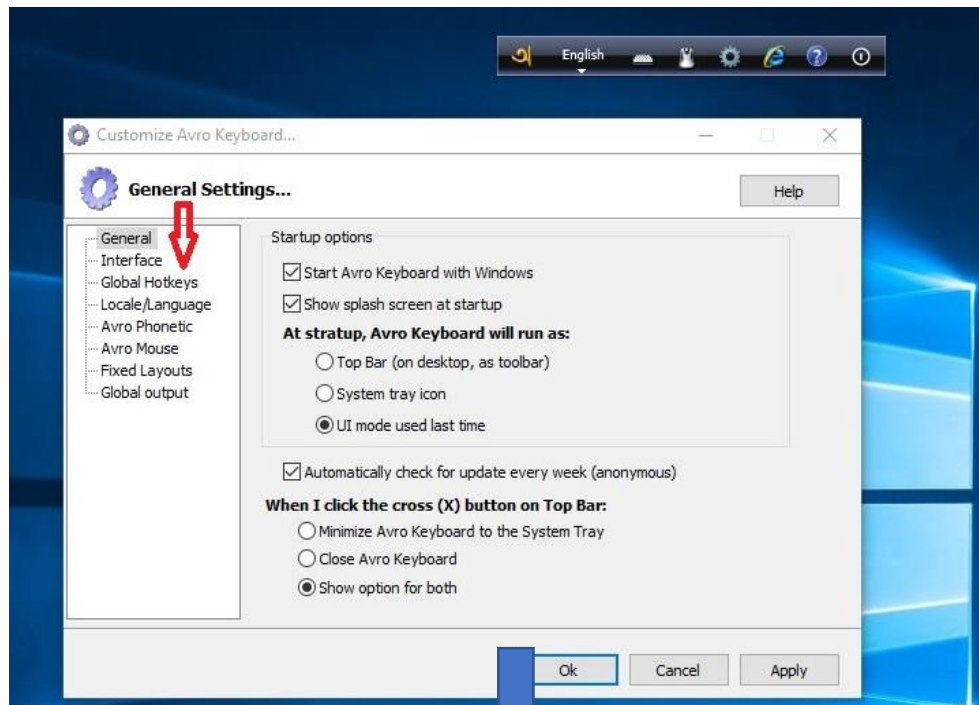 অ English
Customize Avro Keyboard...
General Settings...
Help
General
Interface
Global Hotkeys
Locale/Language
Avro Phonetic
Avro Mouse
Fixed Layouts
Global output
Startup options
Start Avro Keyboard with Windows
Show splash screen at startup
At stratup, Avro Keyboard will run as:
Top Bar (on desktop, as toolbar)
System tray icon
UI mode used last time
Automatically check for update every week (anonymous)
When I click the cross (X) button on Top Bar:
Minimize Avro Keyboard to the System Tray
Close Avro Keyboard
Show option for both
Ok Cancel Apply